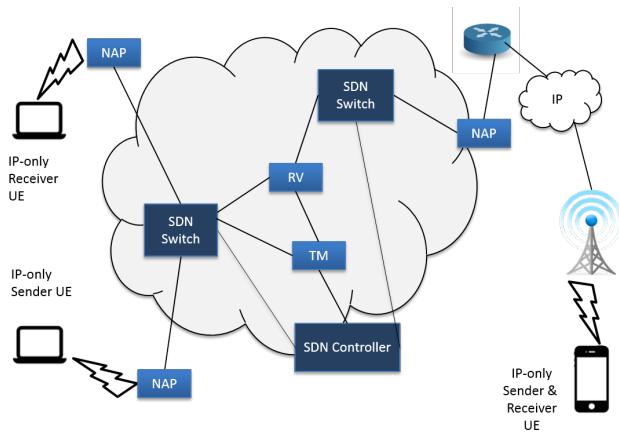 NAP
IP-only
Receiver
UE
SDN
Switch
IP
NAP
RV
SDN
Switch
TM
IP-only
Sender UE
SDN Controller
NAP
IP-only
Sender &
Receiver
UE